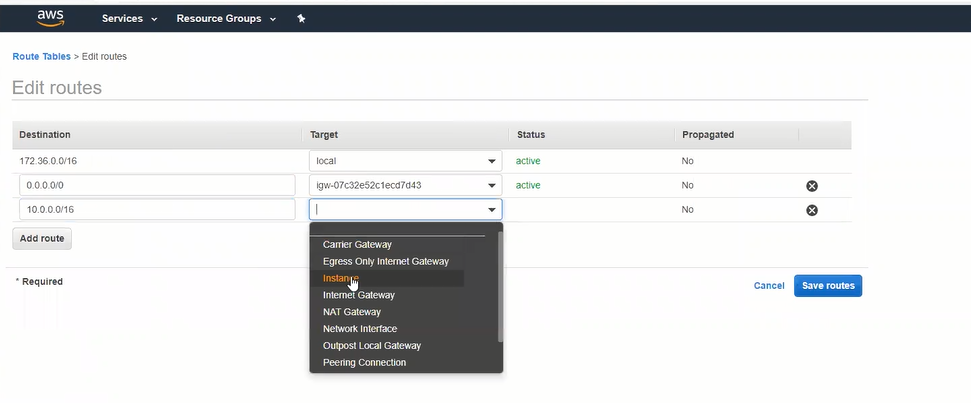 aws Services Resource Groups
Route Tables > Edit routes
Edit routes
Destination Target Status Propagated
172.36.0.0/16 local active No
0.0.0.0/0 igw-07c32e52c1ecd7d43 active No
10.0.0.0/16 No
Add route
Carrier Gateway
Egress Only Internet Gateway
Instance
Internet Gateway
NAT Gateway
Network Interface
Outpost Local Gateway
Peering Connection
* Required
Cancel Save routes